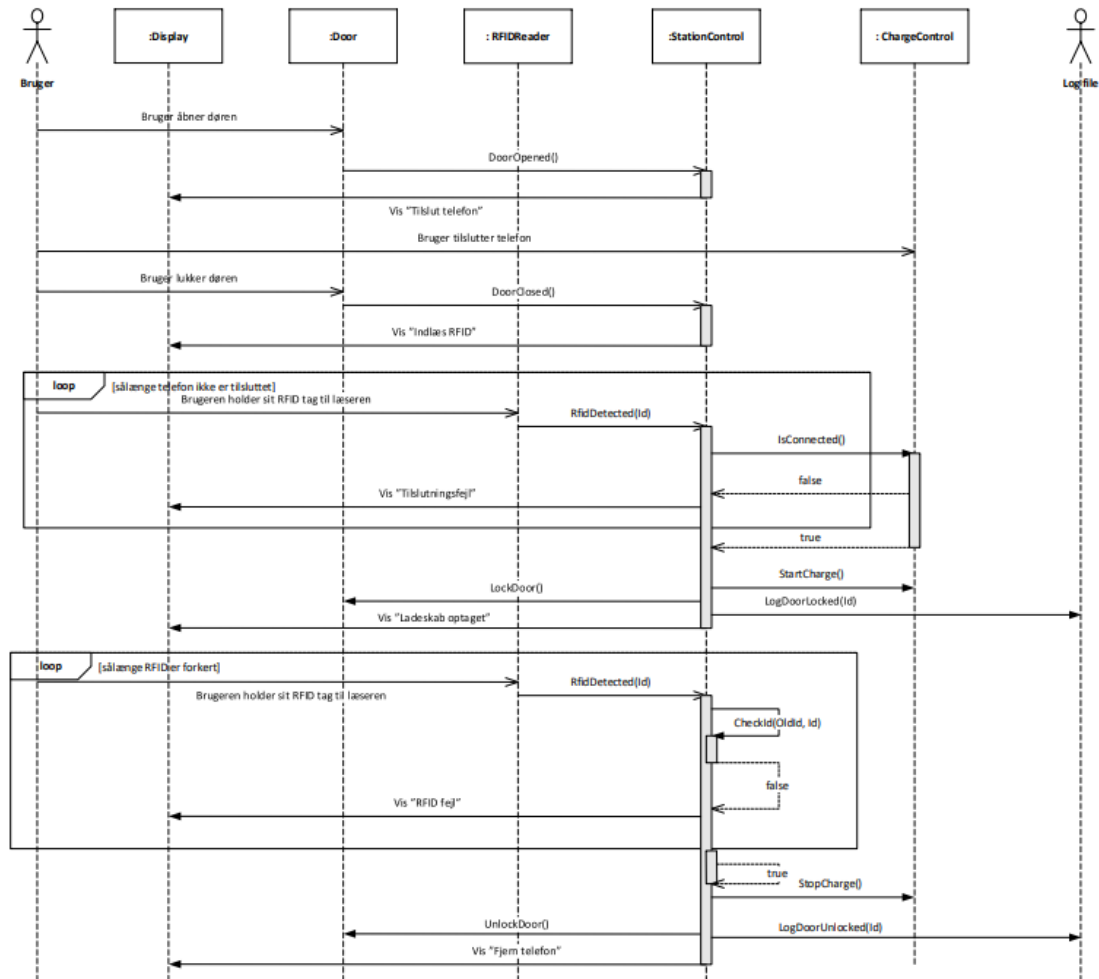 :Display
:Door
: RFIDReader
:StationControl
: ChargeControl
Bruger
Logfile
Bruger åbner døren
DoorOpened()
Vis "Tilslut telefon"
Bruger tilslutter telefon
Bruger lukker døren
DoorClosed()
Vis "Indlæs RFID"
loop
[sålænge telefon ikke er tilsluttet]
Brugeren holder sit RFID tag til læseren
RfidDetected(Id)
IsConnected()
false
Vis "Tilslutningsfejl"
true
StartCharge()
LockDoor()
LogDoorLocked(Id)
Vis "Ladeskab optaget"
loop
[sålænge RFID er forkert]
RfidDetected(Id)
Brugeren holder sit RFID tag til læseren
CheckId(OldId, Id)
false
Vis "RFID fejl"
true
StopCharge()
UnlockDoor()
LogDoorUnlocked(Id)
Vis "Fjern telefon"